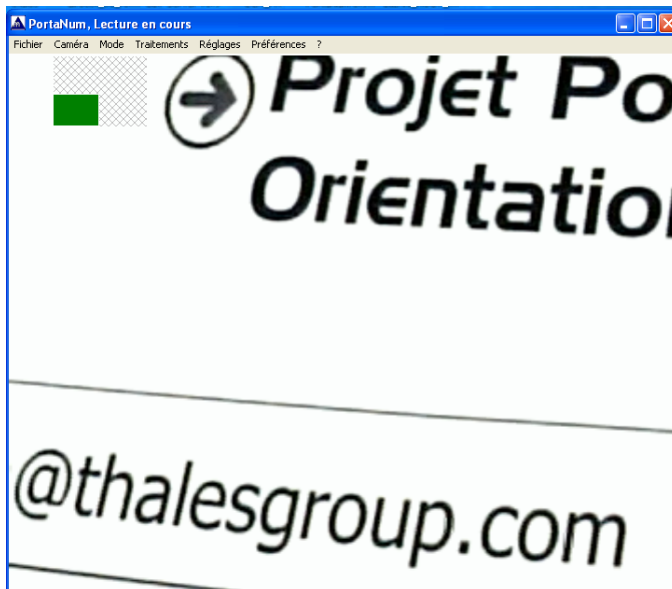 PortaNum, Lecture en cours
Fichier Caméra Mode Traitements Réglages Préférences ?
Projet Po
Orientatio
@thalesgroup.com